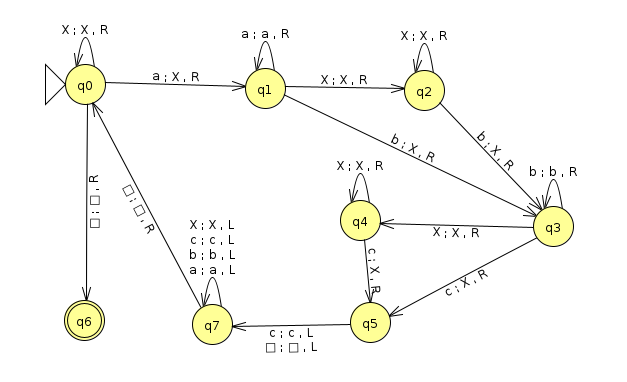 X ; X , R
a ; a , R
X ; X , R
q0
a ; X , R
q1
X ; X , R
q2
b ; X , R
b ; X , R
b ; b , R
X ; X , R
□ ; □ , R
□ ; □ , R
q4
X ; X , R
q3
X ; X , L
c ; c , L
b ; b , L
a ; a , L
c ; X , R
c ; X , R
q6
q7
c ; c , L
□ ; □ , L
q5